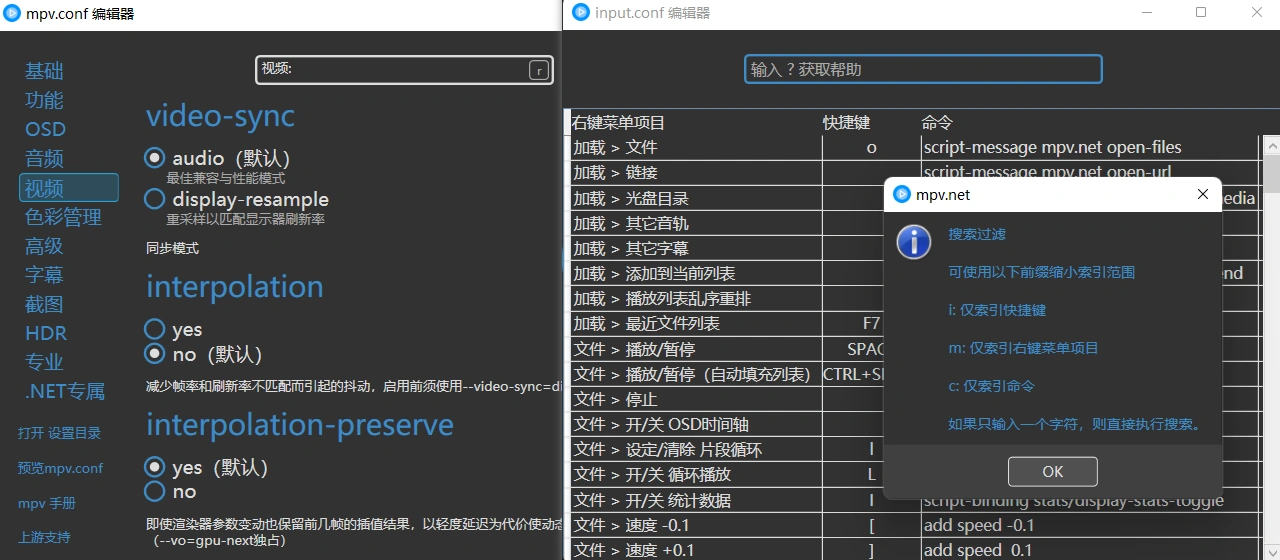 mpv.conf 编辑器
基础
功能
OSD
音频
视频
色彩管理
高级
字幕
截图
HDR
专业
.NET专属
打开 设置目录
预览mpv.conf
mpv 手册
上游支持
视频:
r
video-sync
audio（默认）
最佳兼容与性能模式
display-resample
重采样以匹配显示器刷新率
同步模式
interpolation
yes
no（默认）
减少帧率和刷新率不匹配而引起的抖动，启用前须使用--video-sync=di
interpolation-preserve
yes（默认）
no
即使渲染器参数变动也保留前几帧的插值结果，以轻度延迟为代价使动态
（--vo=gpu-next独占）
input.conf 编辑器
输入 ? 获取帮助
右键菜单项目 快捷键 命令
加载 > 文件 o script-message mpv.net open-files
加载 > 链接 script-message mpv.net open-url
加载 > 光盘目录 edia
加载 > 其它音轨
加载 > 其它字幕
加载 > 添加到当前列表 end
加载 > 播放列表乱序重排
加载 > 最近文件列表 F7
文件 > 播放/暂停 SPAC
文件 > 播放/暂停（自动填充列表） CTRL+SI
文件 > 停止
文件 > 开/关 OSD时间轴
文件 > 设定/清除 片段循环 l
文件 > 开/关 循环播放 L
文件 > 开/关 统计数据 I script-binding stats/display-stats-toggle
文件 > 速度 -0.1 [ add speed -0.1
文件 > 速度 +0.1 ] add speed 0.1
mpv.net
搜索过滤
可使用以下前缀缩小索引范围
i: 仅索引快捷键
m: 仅索引右键菜单项目
c: 仅索引命令
如果只输入一个字符，则直接执行搜索。
OK